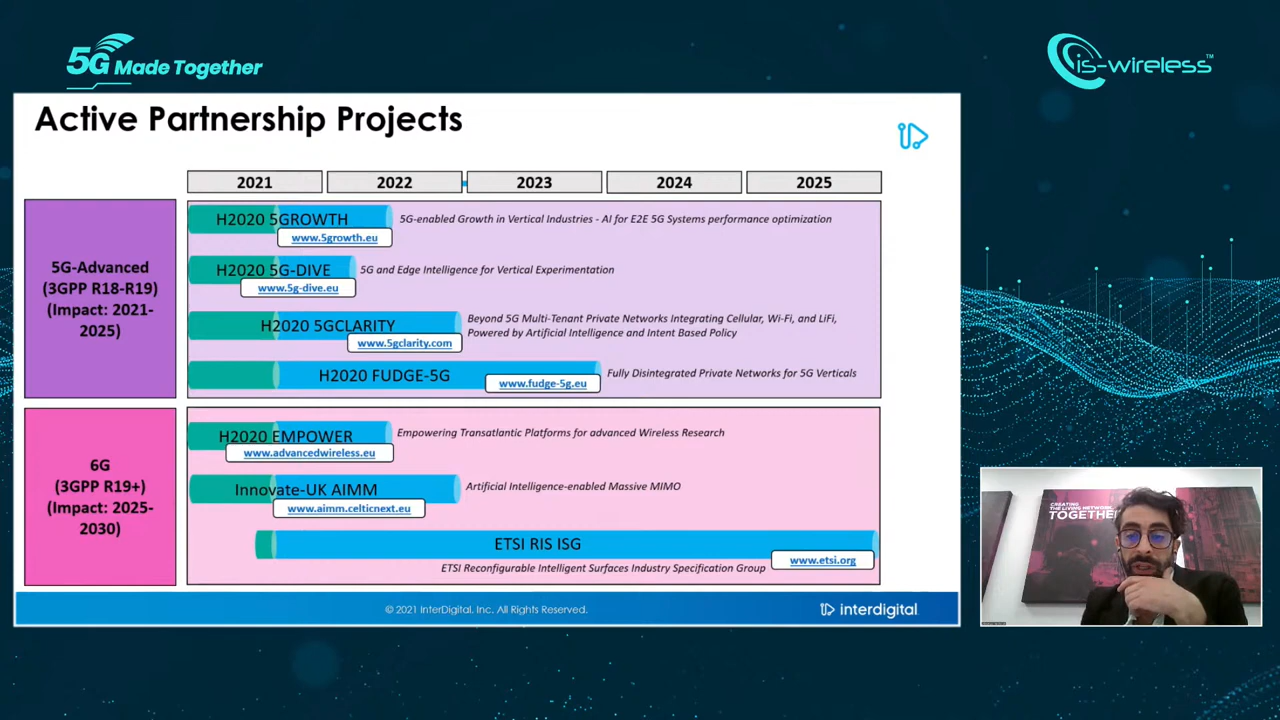 5G Made Together
is-wireless™
Active Partnership Projects
2021 2022 2023 2024 2025
5G-Advanced
(3GPP R18-R19)
(Impact: 2021-
2025)
H2020 5GROWTH
www.5growth.eu
5G-enabled Growth in Vertical Industries - AI for E2E 5G Systems performance optimization
H2020 5G-DIVE
www.5g-dive.eu
5G and Edge Intelligence for Vertical Experimentation
H2020 5GCLARITY
www.5gclarity.com
Beyond 5G Multi-Tenant Private Networks Integrating Cellular, Wi-Fi, and LiFi,
Powered by Artificial Intelligence and Intent Based Policy
H2020 FUDGE-5G
www.fudge-5g.eu
Fully Disintegrated Private Networks for 5G Verticals
6G
(3GPP R19+)
(Impact: 2025-
2030)
H2020 EMPOWER
www.advancedwireless.eu
Empowering Transatlantic Platforms for advanced Wireless Research
Innovate-UK AIMM
www.aimm.celticnext.eu
Artificial Intelligence-enabled Massive MIMO
ETSI RIS ISG
www.etsi.org
ETSI Reconfigurable Intelligent Surfaces Industry Specification Group
© 2021 InterDigital, Inc. All Rights Reserved.
interdigital
CREATING
THE LIVING NETWORK
TOGETHER